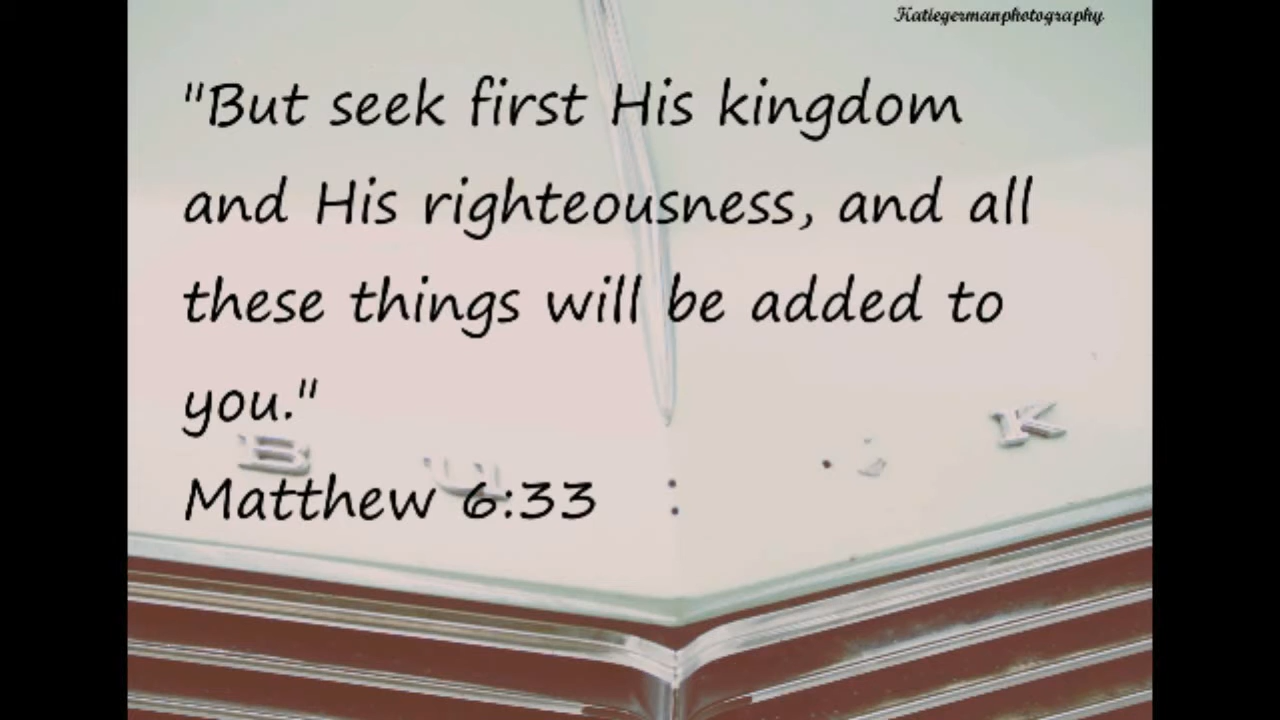 Katiegermanphotography
"But seek first His kingdom
and His righteousness, and all
these things will be added to
you."
B U K
Matthew 6:33